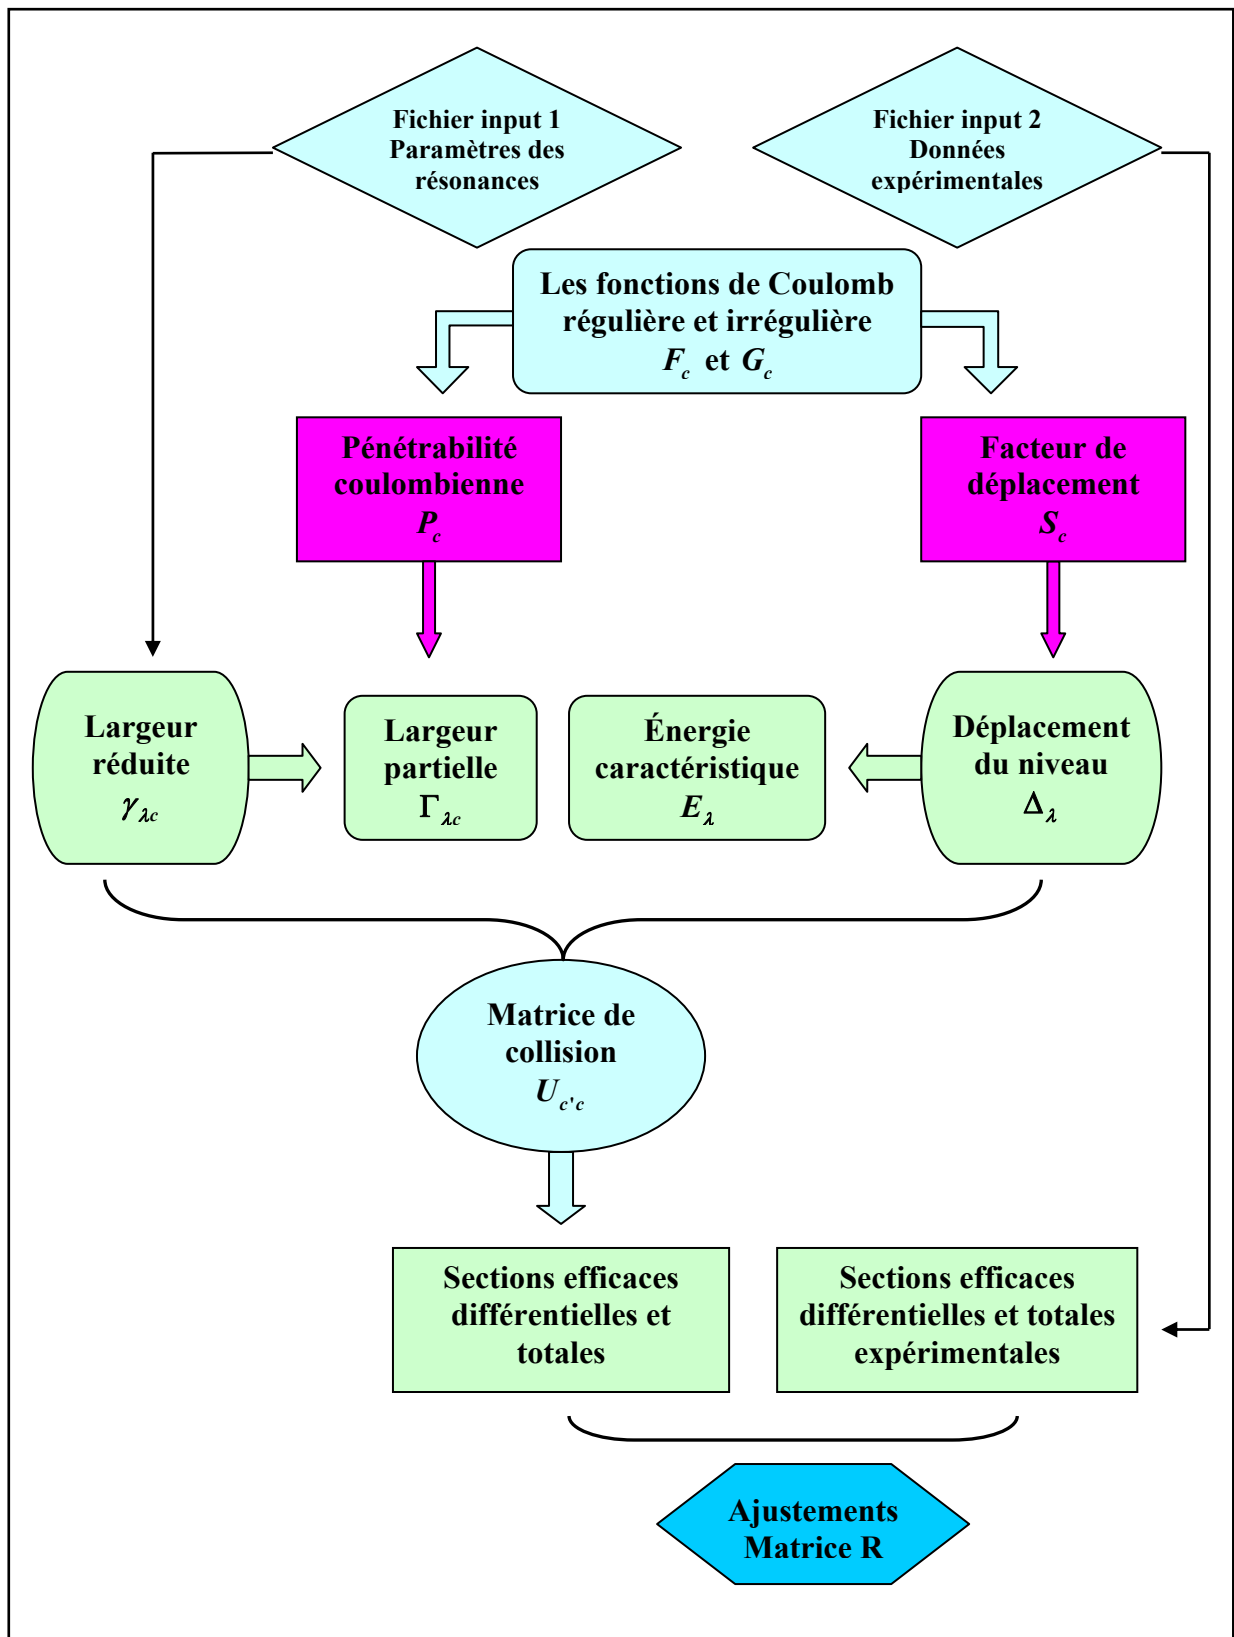 Fichier input 1
Paramètres des
résonances
Fichier input 2
Données
expérimentales
Les fonctions de Coulomb
régulière et irrégulière
F_c et G_c
Pénétrabilité
coulombienne
P_c
Facteur de
déplacement
S_c
Largeur
réduite
γ_λc
Largeur
partielle
Γ_λc
Énergie
caractéristique
E_λ
Déplacement
du niveau
Δ_λ
Matrice de
collision
U_c'c
Sections efficaces
différentielles et
totales
Sections efficaces
différentielles et totales
expérimentales
Ajustements
Matrice R